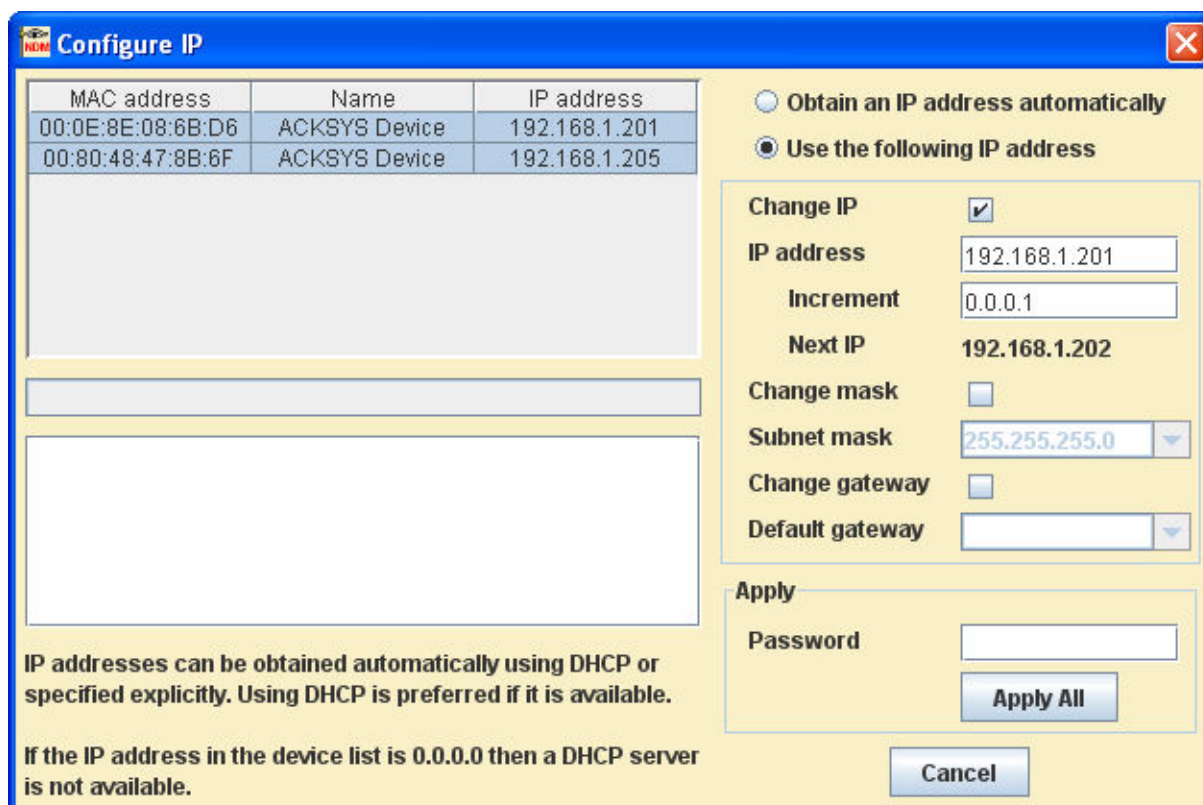 NDM Configure IP
MAC address Name IP address
00:0E:8E:08:6B:D6 ACKSYS Device 192.168.1.201
00:80:48:47:8B:6F ACKSYS Device 192.168.1.205
IP addresses can be obtained automatically using DHCP or
specified explicitly. Using DHCP is preferred if it is available.
If the IP address in the device list is 0.0.0.0 then a DHCP server
is not available.
Obtain an IP address automatically
Use the following IP address
Change IP
IP address 192.168.1.201
Increment 0.0.0.1
Next IP 192.168.1.202
Change mask
Subnet mask 255.255.255.0
Change gateway
Default gateway
Apply
Password
Apply All
Cancel